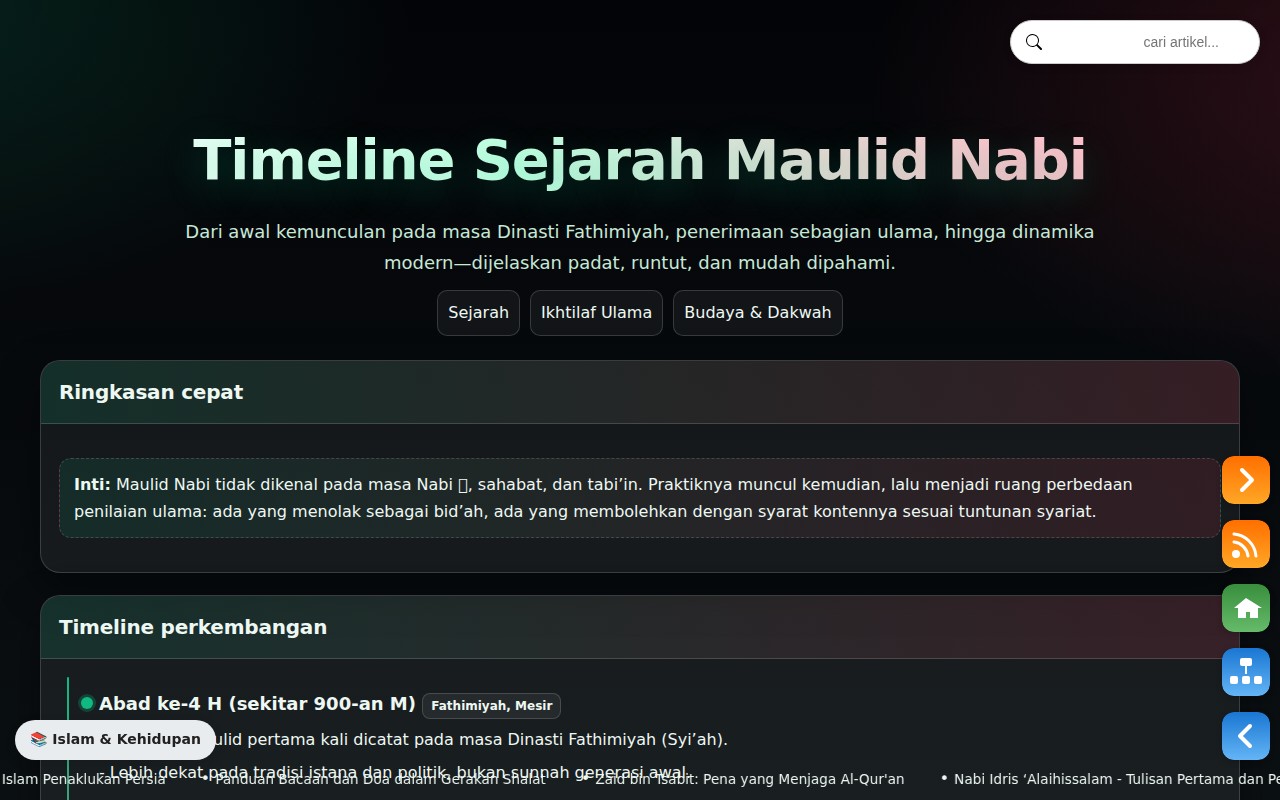 cari artikel...
Timeline Sejarah Maulid Nabi
Dari awal kemunculan pada masa Dinasti Fathimiyah, penerimaan sebagian ulama, hingga dinamika
modern—dijelaskan padat, runtut, dan mudah dipahami.
Sejarah
Ikhtilaf Ulama
Budaya & Dakwah
Ringkasan cepat
Inti: Maulid Nabi tidak dikenal pada masa Nabi , sahabat, dan tabi’in. Praktiknya muncul kemudian, lalu menjadi ruang perbedaan
penilaian ulama: ada yang menolak sebagai bid’ah, ada yang membolehkan dengan syarat kontennya sesuai tuntunan syariat.
Timeline perkembangan
Abad ke-4 H (sekitar 900-an M) Fathimiyah, Mesir
ulid pertama kali dicatat pada masa Dinasti Fathimiyah (Syi’ah).
📚 Islam & Kehidupan
Lebih dekat pada tradisi istana dan politik, bukan sunnah generasi awal.
Islam Penaklukan Persia • Panduan Bacaan dan Doa dalam Gerakan Shalat • Zaid bin Tsabit: Pena yang Menjaga Al-Qur'an • Nabi Idris ‘Alaihissalam - Tulisan Pertama dan Pe